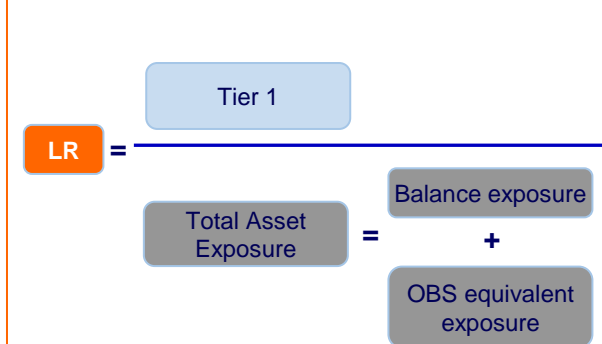 Tier 1
LR =
Total Asset
Exposure
=
Balance exposure
+
OBS equivalent
exposure